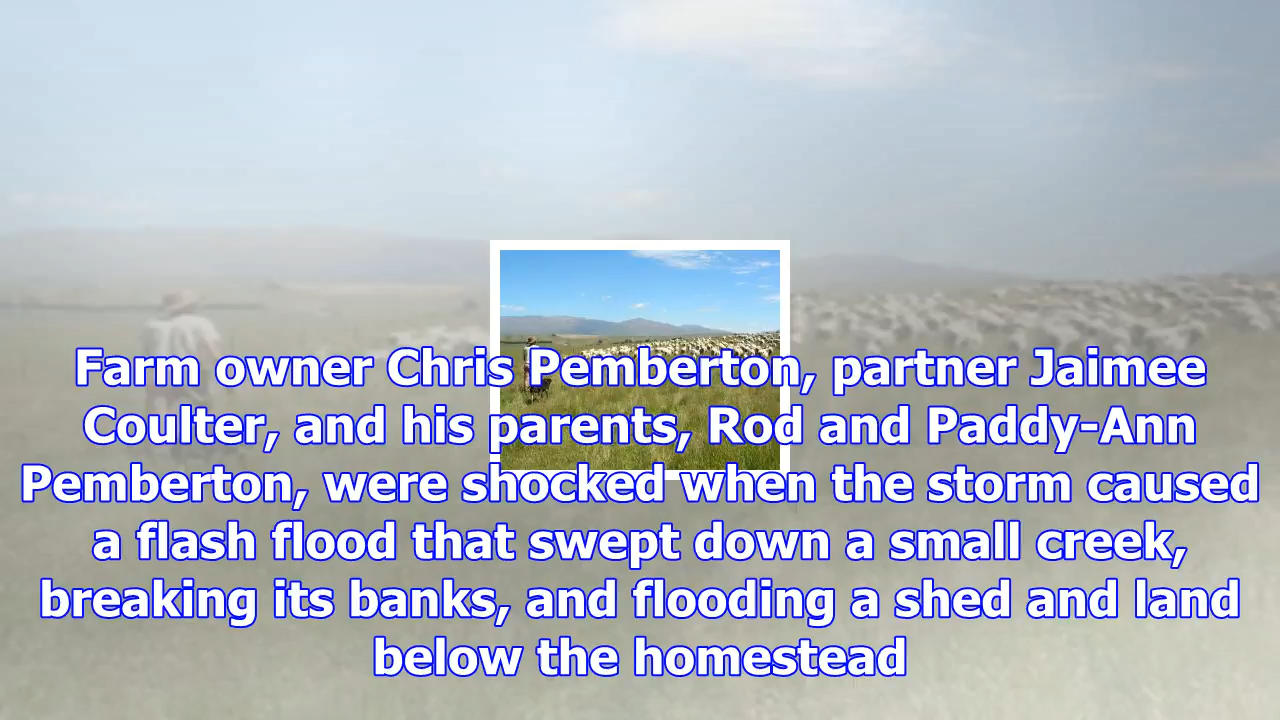 Farm owner Chris Pemberton, partner Jaimee
Coulter, and his parents, Rod and Paddy-Ann
Pemberton, were shocked when the storm caused
a flash flood that swept down a small creek,
breaking its banks, and flooding a shed and land
below the homestead